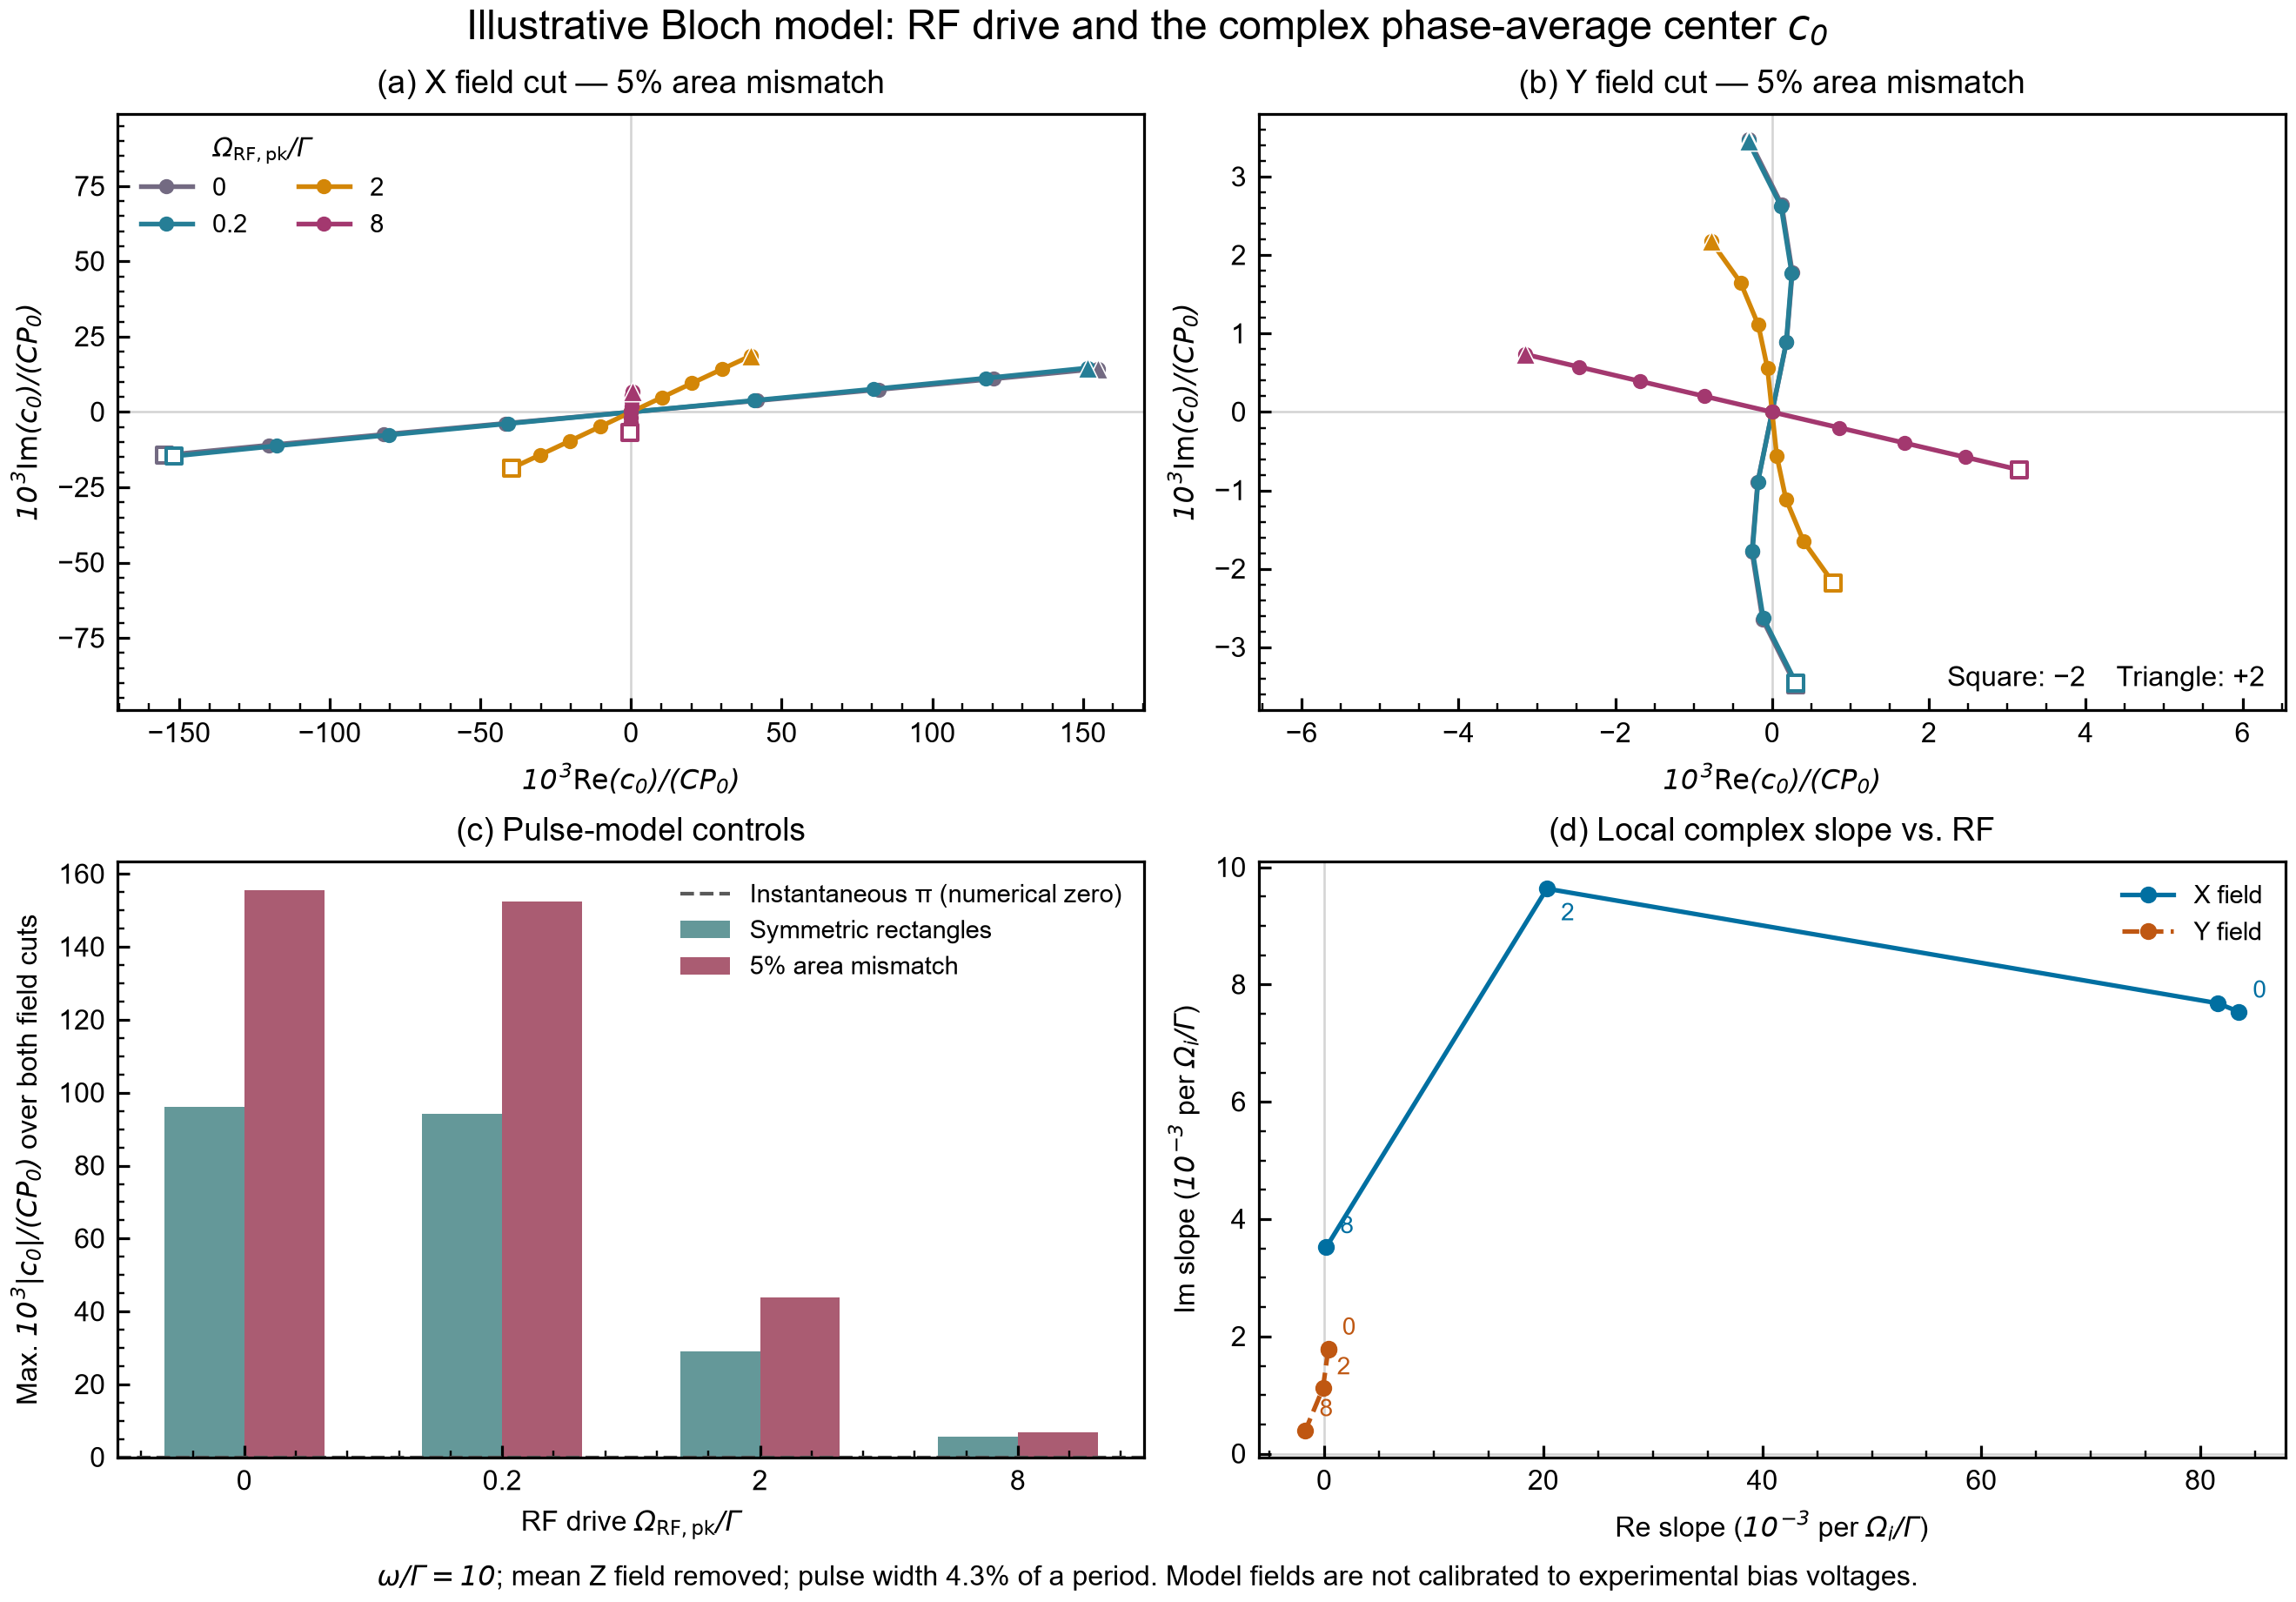 Illustrative Bloch model: RF drive and the complex phase-average center c₀
(a) X field cut — 5% area mismatch
10³Im(c₀)/(CP₀)
75
50
25
0
−25
−50
−75
Ω_RF, pk/Γ
0
2
0.2
8
−150
−100
−50
0
50
100
150
10³Re(c₀)/(CP₀)
(b) Y field cut — 5% area mismatch
10³Im(c₀)/(CP₀)
3
2
1
0
−1
−2
−3
Square: −2 Triangle: +2
−6
−4
−2
0
2
4
6
10³Re(c₀)/(CP₀)
(c) Pulse-model controls
Max. 10³|c₀|/(CP₀) over both field cuts
160
140
120
100
80
60
40
20
0
Instantaneous π (numerical zero)
Symmetric rectangles
5% area mismatch
0
0.2
2
8
RF drive Ω_RF, pk/Γ
(d) Local complex slope vs. RF
Im slope (10⁻³ per Ωᵢ/Γ)
10
8
6
4
2
0
X field
Y field
2
0
8
0
2
8
0
20
40
60
80
Re slope (10⁻³ per Ωᵢ/Γ)
ω/Γ = 10; mean Z field removed; pulse width 4.3% of a period. Model fields are not calibrated to experimental bias voltages.